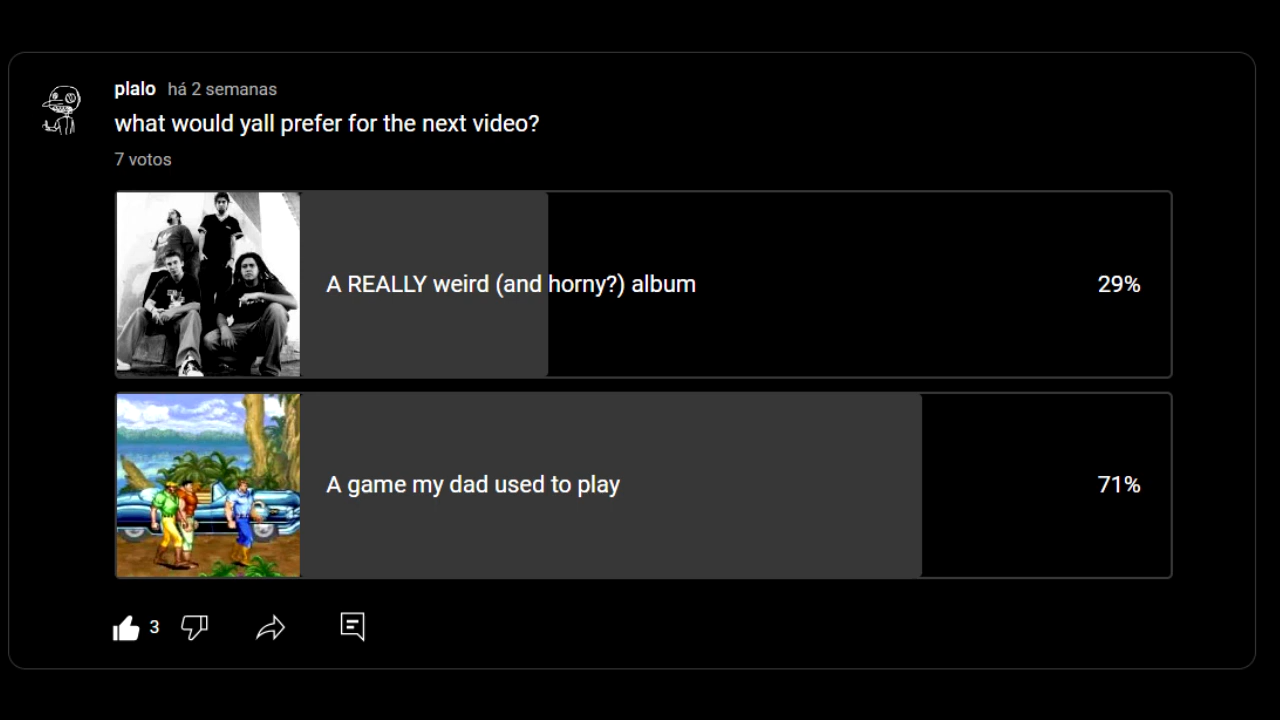 plalo há 2 semanas
what would yall prefer for the next video?
7 votos
A REALLY weird (and horny?) album 29%
A game my dad used to play 71%
3